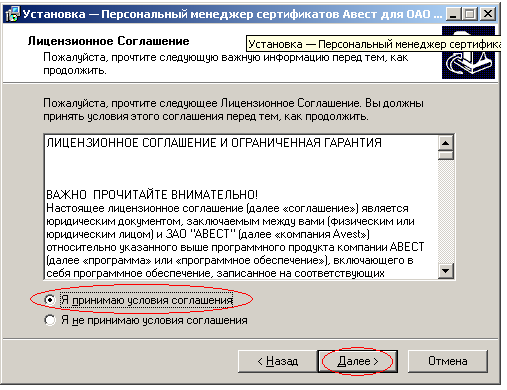 Установка — Персональный менеджер сертификатов Авест для ОАО ...
Лицензионное Соглашение
Установка — Персональный менеджер сертифик
Пожалуйста, прочтите следующую важную информацию перед тем, как
продолжить.
Пожалуйста, прочтите следующее Лицензионное Соглашение. Вы должны
принять условия этого соглашения перед тем, как продолжить.
ЛИЦЕНЗИОННОЕ СОГЛАШЕНИЕ И ОГРАНИЧЕННАЯ ГАРАНТИЯ
ВАЖНО ПРОЧИТАЙТЕ ВНИМАТЕЛЬНО!
Настоящее лицензионное соглашение (далее «соглашение») является
юридическим документом, заключаемым между вами (физическим или
юридическим лицом) и ЗАО "АВЕСТ" (далее «компания Avest»)
относительно указанного выше программного продукта компании АВЕСТ
(далее «программа» или «программное обеспечение»), включающего в
себя программное обеспечение, записанное на соответствующих
Я принимаю условия соглашения
Я не принимаю условия соглашения
< Назад
Далее >
Отмена